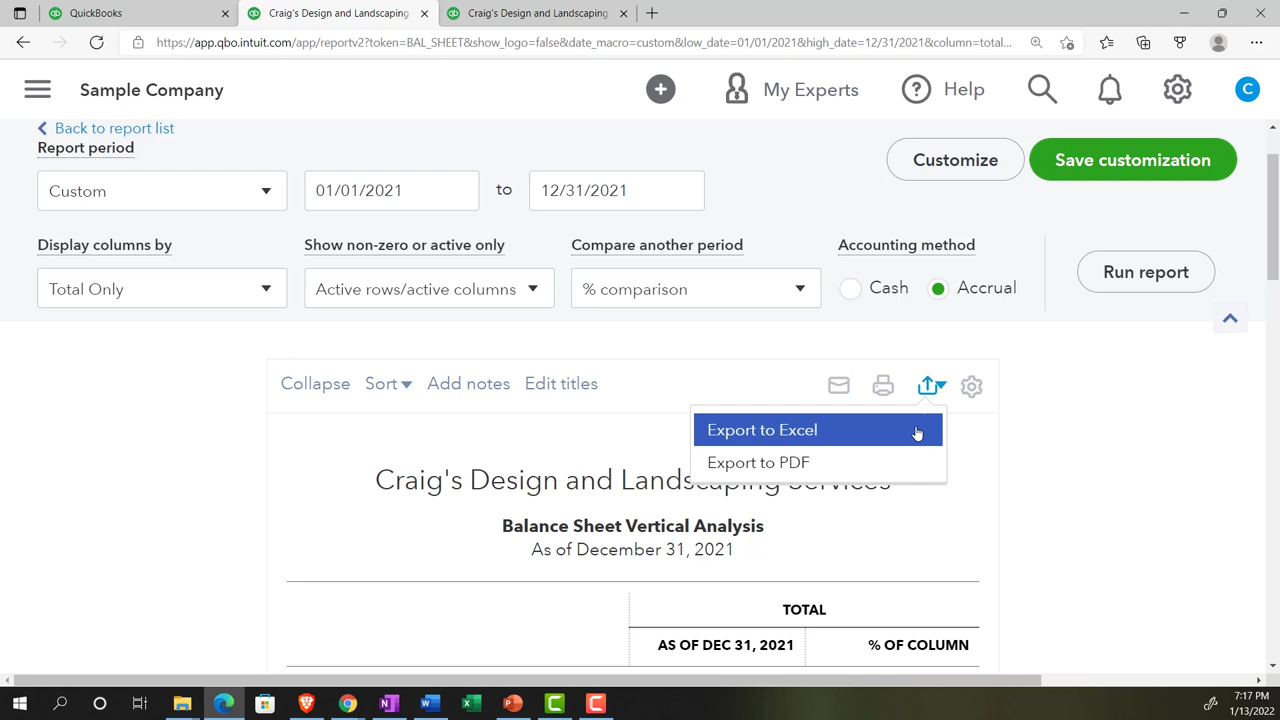 QuickBooks
Craig's Design and Landscaping
Craig's Design and Landscaping
https://app.qbo.intuit.com/app/reportv2?token=BAL_SHEET&show_logo=false&date_macro=custom&low_date=01/01/2021&high_date=12/31/2021&column=total...
Sample Company
My Experts
Help
C
Back to report list
Report period
Customize
Save customization
Custom
01/01/2021
to
12/31/2021
Display columns by
Show non-zero or active only
Compare another period
Accounting method
Total Only
Active rows/active columns
% comparison
Cash
Accrual
Run report
Collapse
Sort
Add notes
Edit titles
Export to Excel
Export to PDF
Craig's Design and Landscaping Services
Balance Sheet Vertical Analysis
As of December 31, 2021
TOTAL
AS OF DEC 31, 2021
% OF COLUMN
7:17 PM
1/13/2022